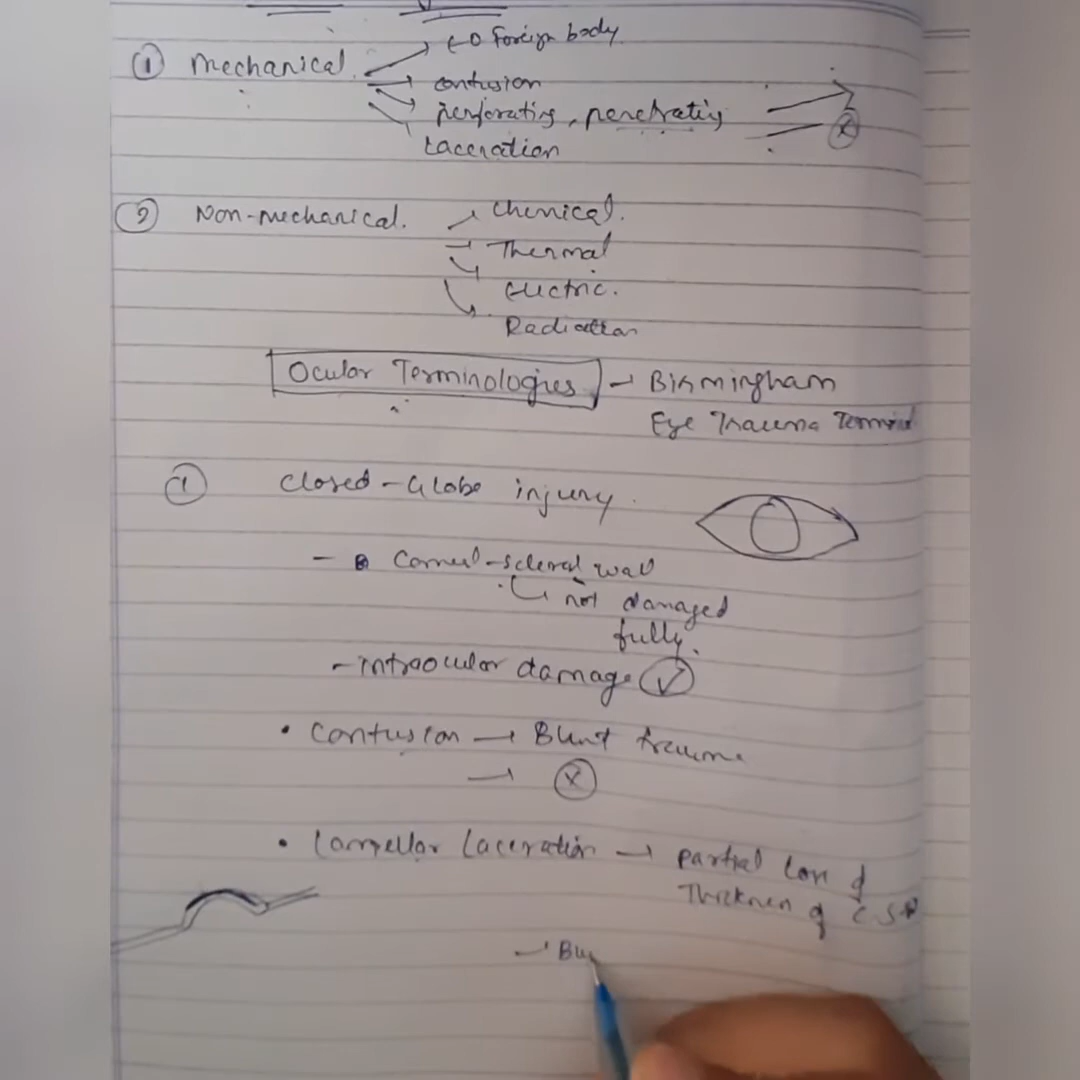 ① Mechanical → Foreign body
→ contusion
→ perforating, penetrating
Laceration
② Non-mechanical. → Chemical.
→ Thermal
→ Electric.
Radiation
Ocular Terminologies → Birmingham
Eye Trauma
① Closed-Globe injury.
- Corneal-scleral wall
↳ not damaged
fully.
- intraocular damage ✓
• Contusion → Blunt trauma
→ ⓧ
• Lamellar Laceration → partial loss of
Thickness of
→ Blu